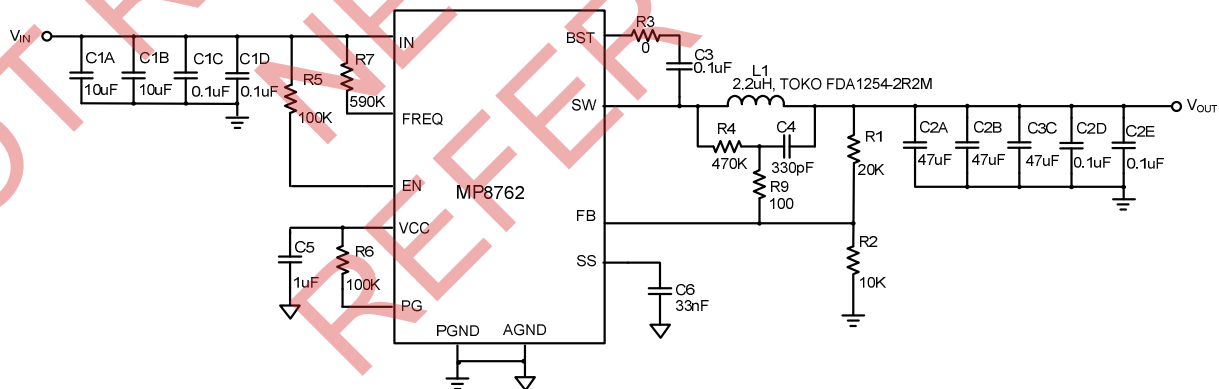 VIN
C1A
10uF
C1B
10uF
C1C
0.1uF
C1D
0.1uF
R5
100K
R7
590K
IN
FREQ
EN
VCC
PG
C5
1uF
R6
100K
MP8762
PGND
AGND
BST
SW
FB
SS
R3
0
C3
0.1uF
L1
2.2uH, TOKO FDA1254-2R2M
R4
470K
C4
330pF
R9
100
R1
20K
R2
10K
C6
33nF
C2A
47uF
C2B
47uF
C3C
47uF
C2D
0.1uF
C2E
0.1uF
VOUT
REFER